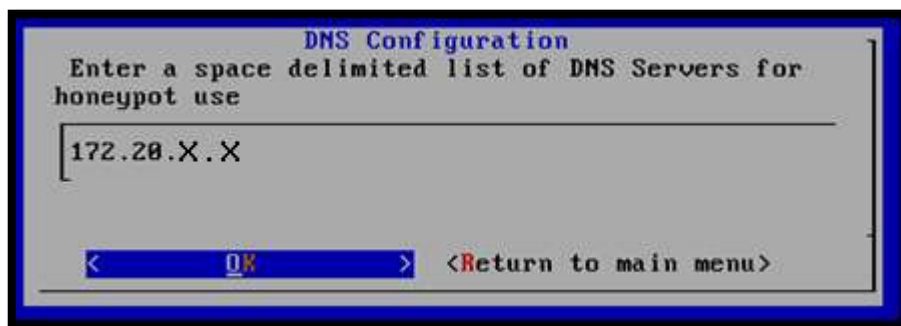 DNS Configuration
Enter a space delimited list of DNS Servers for
honeypot use
172.20.X.X
< OK > <Return to main menu>